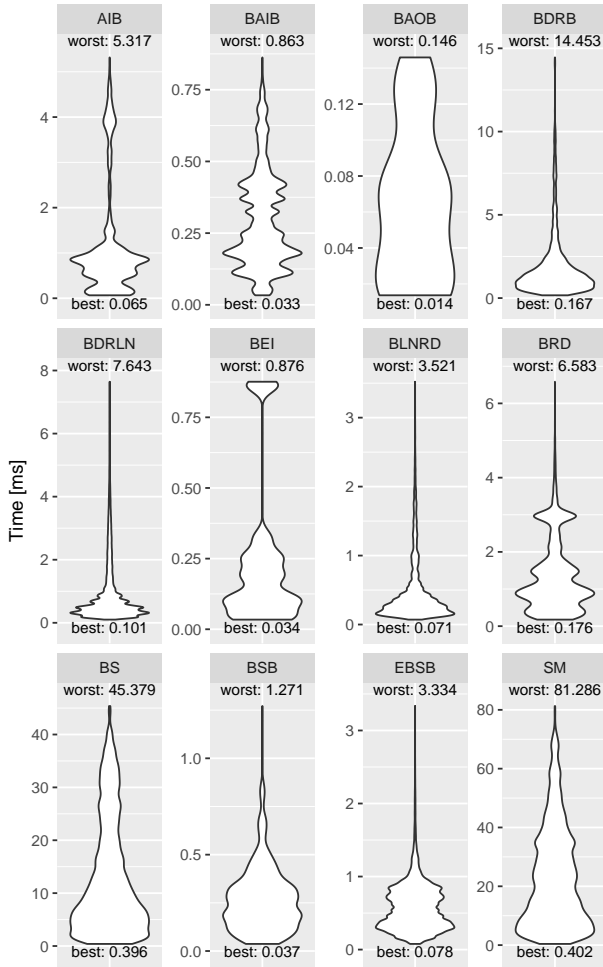 AIB
BAIB
BAOB
BDRB
worst: 5.317
worst: 0.863
worst: 0.146
worst: 14.453
0
2
4
0.00
0.25
0.50
0.75
0.04
0.08
0.12
0
5
10
15
best: 0.065
best: 0.033
best: 0.014
best: 0.167
BDRLN
BEI
BLNRD
BRD
worst: 7.643
worst: 0.876
worst: 3.521
worst: 6.583
Time [ms]
0
2
4
6
8
0.00
0.25
0.50
0.75
0
1
2
3
0
2
4
6
best: 0.101
best: 0.034
best: 0.071
best: 0.176
BS
BSB
EBSB
SM
worst: 45.379
worst: 1.271
worst: 3.334
worst: 81.286
0
10
20
30
40
0.0
0.5
1.0
0
1
2
3
0
20
40
60
80
best: 0.396
best: 0.037
best: 0.078
best: 0.402